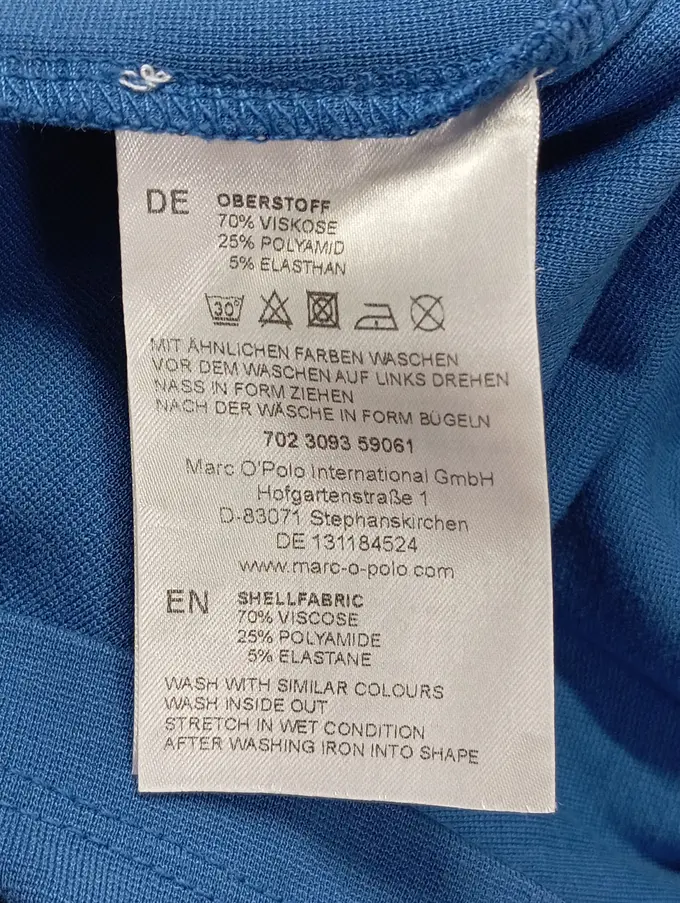 DE OBERSTOFF
70% VISKOSE
25% POLYAMID
5% ELASTHAN
30°
MIT ÄHNLICHEN FARBEN WASCHEN
VOR DEM WASCHEN AUF LINKS DREHEN
NASS IN FORM ZIEHEN
NACH DER WÄSCHE IN FORM BÜGELN
702 3093 59061
Marc O'Polo International GmbH
Hofgartenstraße 1
D-83071 Stephanskirchen
DE 131184524
www.marc-o-polo.com
EN SHELLFABRIC
70% VISCOSE
25% POLYAMIDE
5% ELASTANE
WASH WITH SIMILAR COLOURS
WASH INSIDE OUT
STRETCH IN WET CONDITION
AFTER WASHING IRON INTO SHAPE